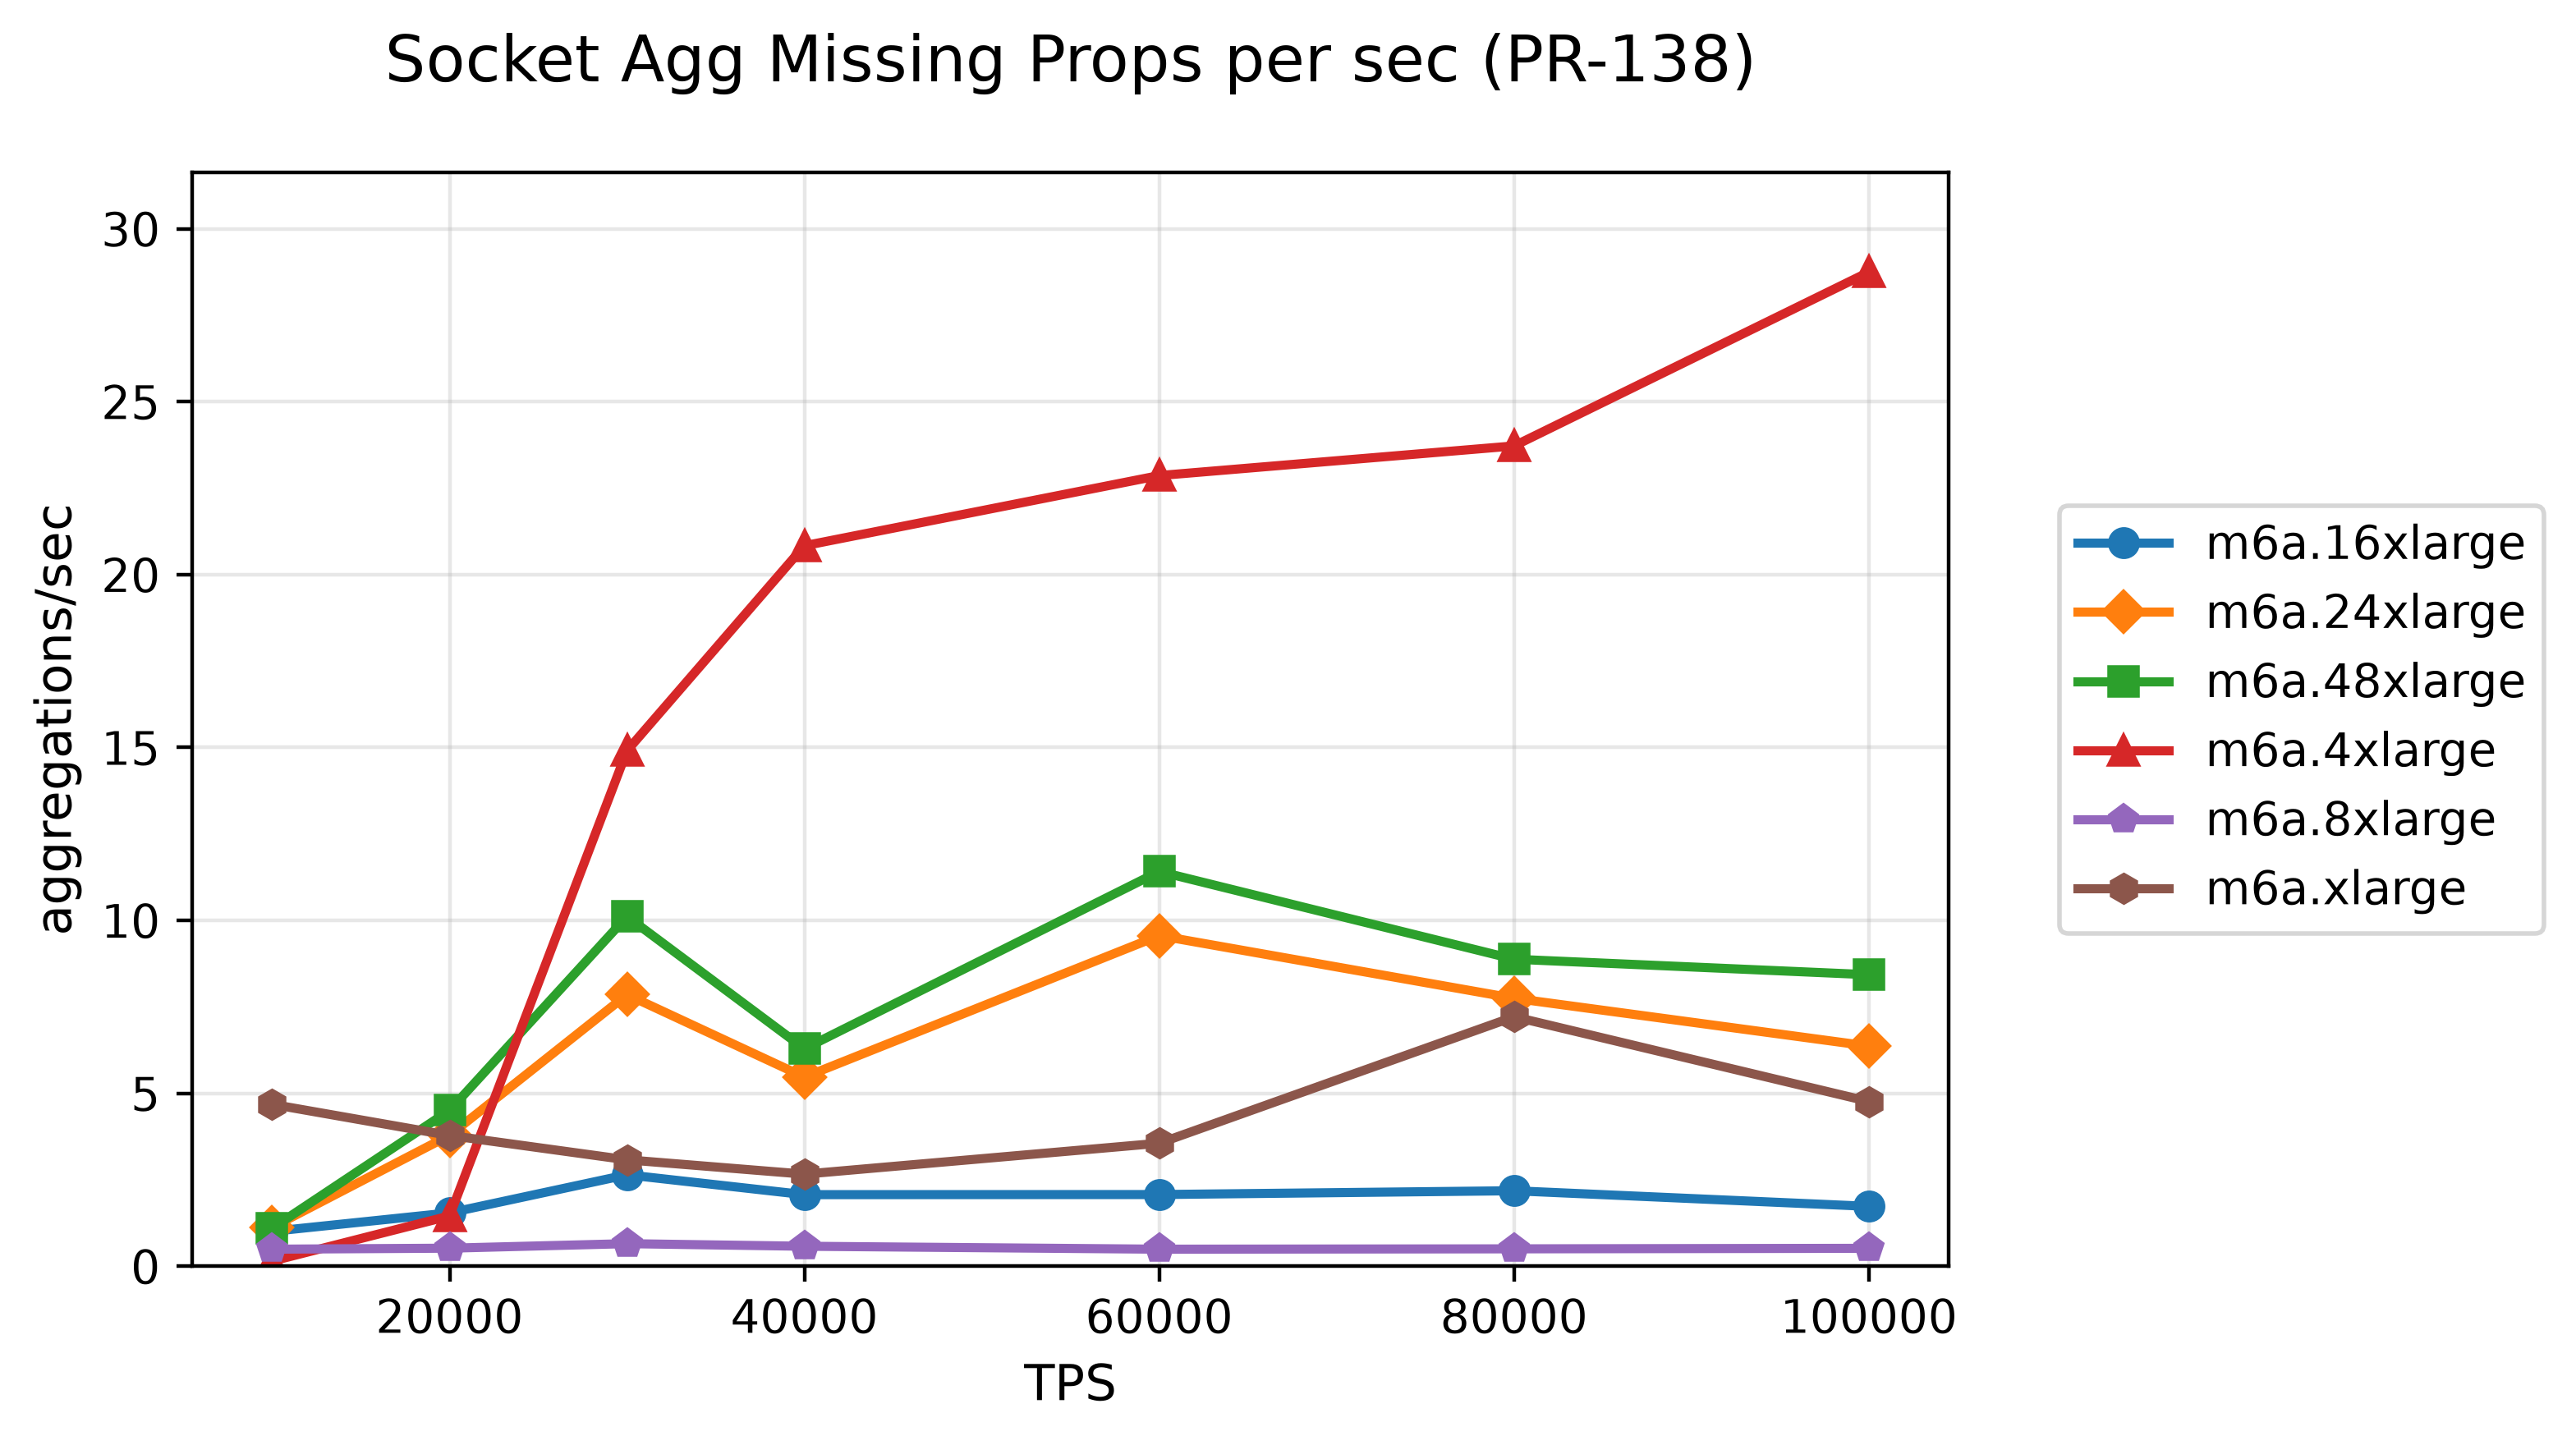 Socket Agg Missing Props per sec (PR-138)
30
25
20
15
10
5
0
aggregations/sec
20000 40000 60000 80000 100000
TPS
m6a.16xlarge
m6a.24xlarge
m6a.48xlarge
m6a.4xlarge
m6a.8xlarge
m6a.xlarge